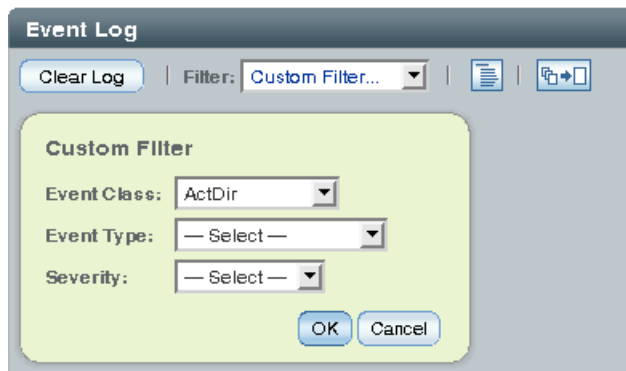 Event Log
Clear Log | Filter: Custom Filter... | |
Custom Filter
Event Class: ActDir
Event Type: — Select —
Severity: — Select —
OK Cancel